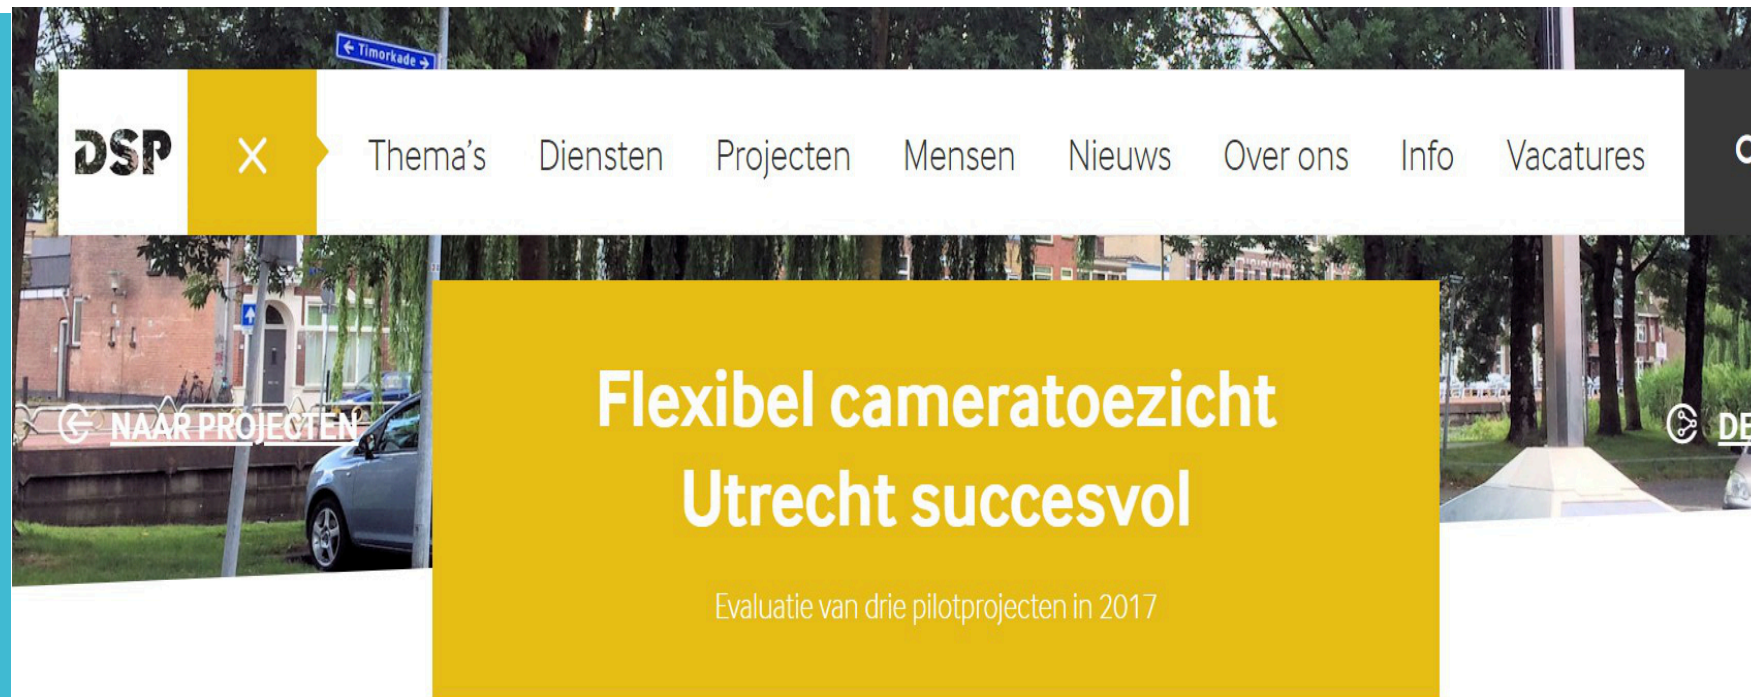 ← Timorkade →
DSP
X
Thema's Diensten Projecten Mensen Nieuws Over ons Info Vacatures
NAAR PROJECTEN
Flexibel cameratoezicht
Utrecht succesvol
Evaluatie van drie pilotprojecten in 2017